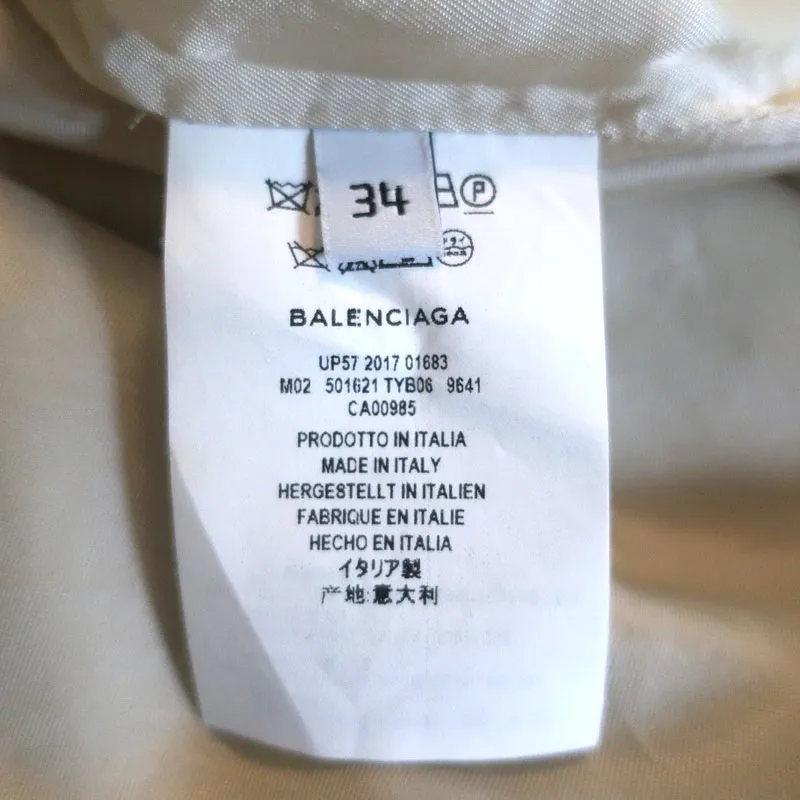 34
P
BALENCIAGA
UP57 2017 01683
M02 501621 TYB06 9641
CA00985
PRODOTTO IN ITALIA
MADE IN ITALY
HERGESTELLT IN ITALIEN
FABRIQUE EN ITALIE
HECHO EN ITALIA
イタリア製
产地:意大利